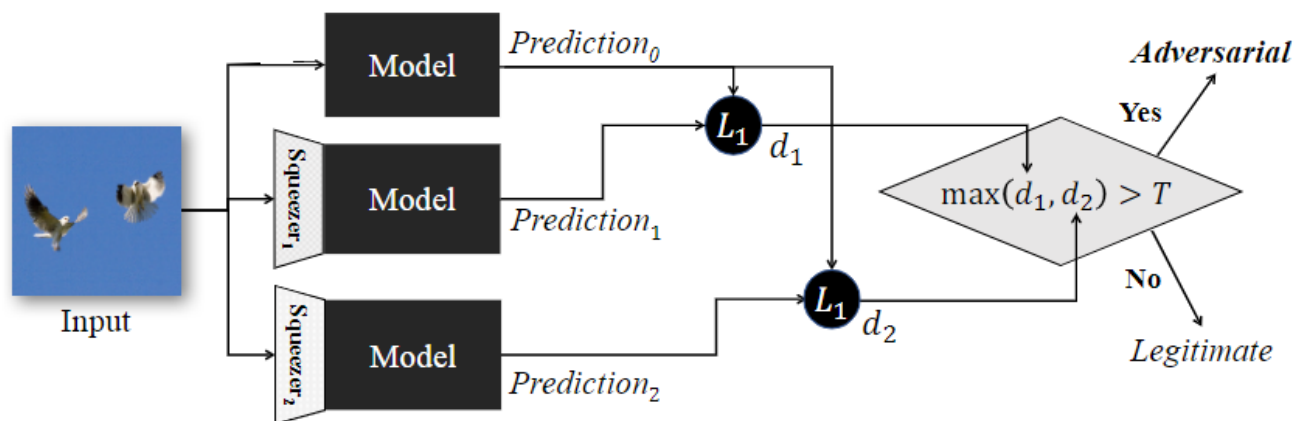 Input
Model
Prediction₀
Squeezer₁
Model
Prediction₁
Squeezer₂
Model
Prediction₂
L₁
d₁
L₁
d₂
max(d₁, d₂) > T
Yes
Adversarial
No
Legitimate